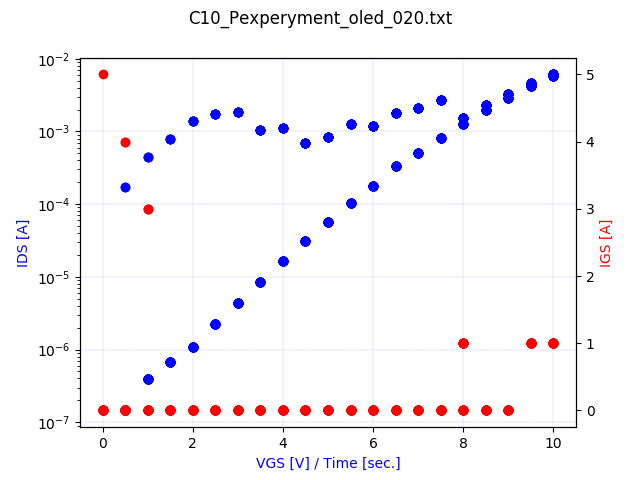 C10_Pexperyment_oled_020.txt
10⁻²
10⁻³
10⁻⁴
10⁻⁵
10⁻⁶
10⁻⁷
IDS [A]
5
4
3
2
1
0
IGS [A]
0 2 4 6 8 10
VGS [V] / Time [sec.]